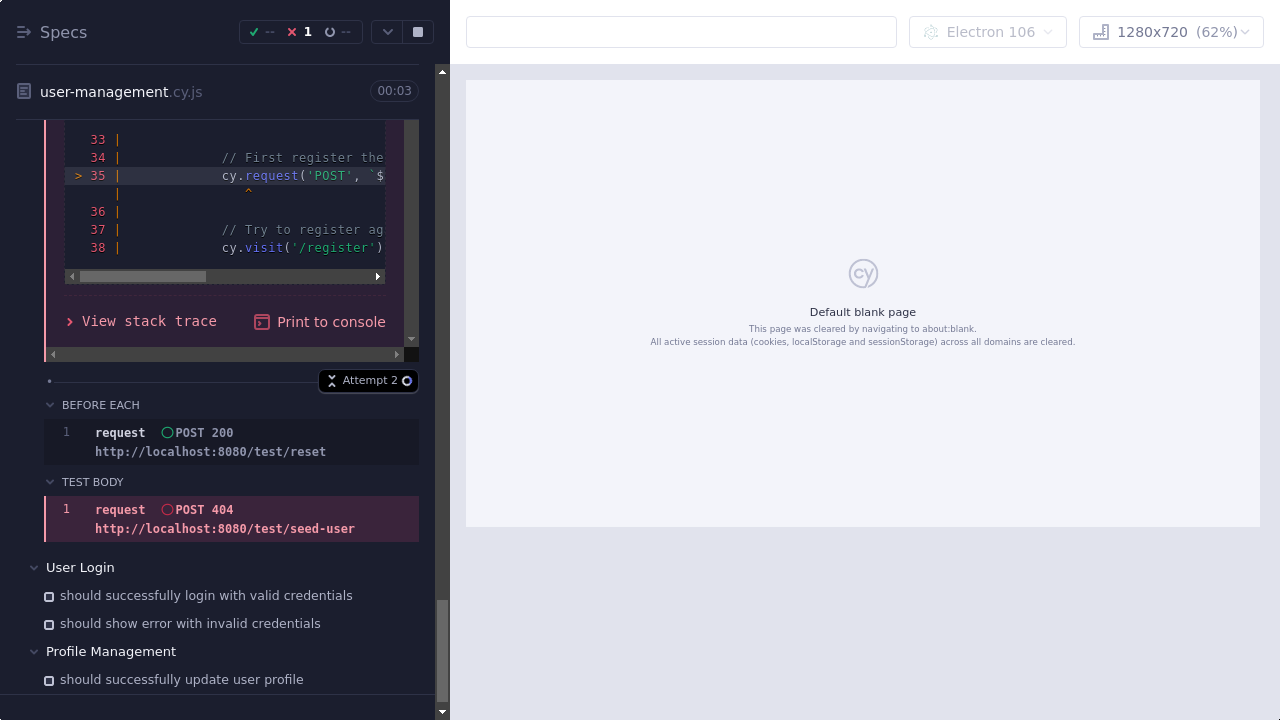 Specs
--
1
--
Electron 106
1280x720 (62%)
user-management.cy.js
00:03
33 |
34 | // First register the
> 35 | cy.request('POST', `$
| ^
36 |
37 | // Try to register ag
38 | cy.visit('/register')
View stack trace
Print to console
Attempt 2
BEFORE EACH
1 request POST 200
http://localhost:8080/test/reset
TEST BODY
1 request POST 404
http://localhost:8080/test/seed-user
User Login
should successfully login with valid credentials
should show error with invalid credentials
Profile Management
should successfully update user profile
cy
Default blank page
This page was cleared by navigating to about:blank.
All active session data (cookies, localStorage and sessionStorage) across all domains are cleared.